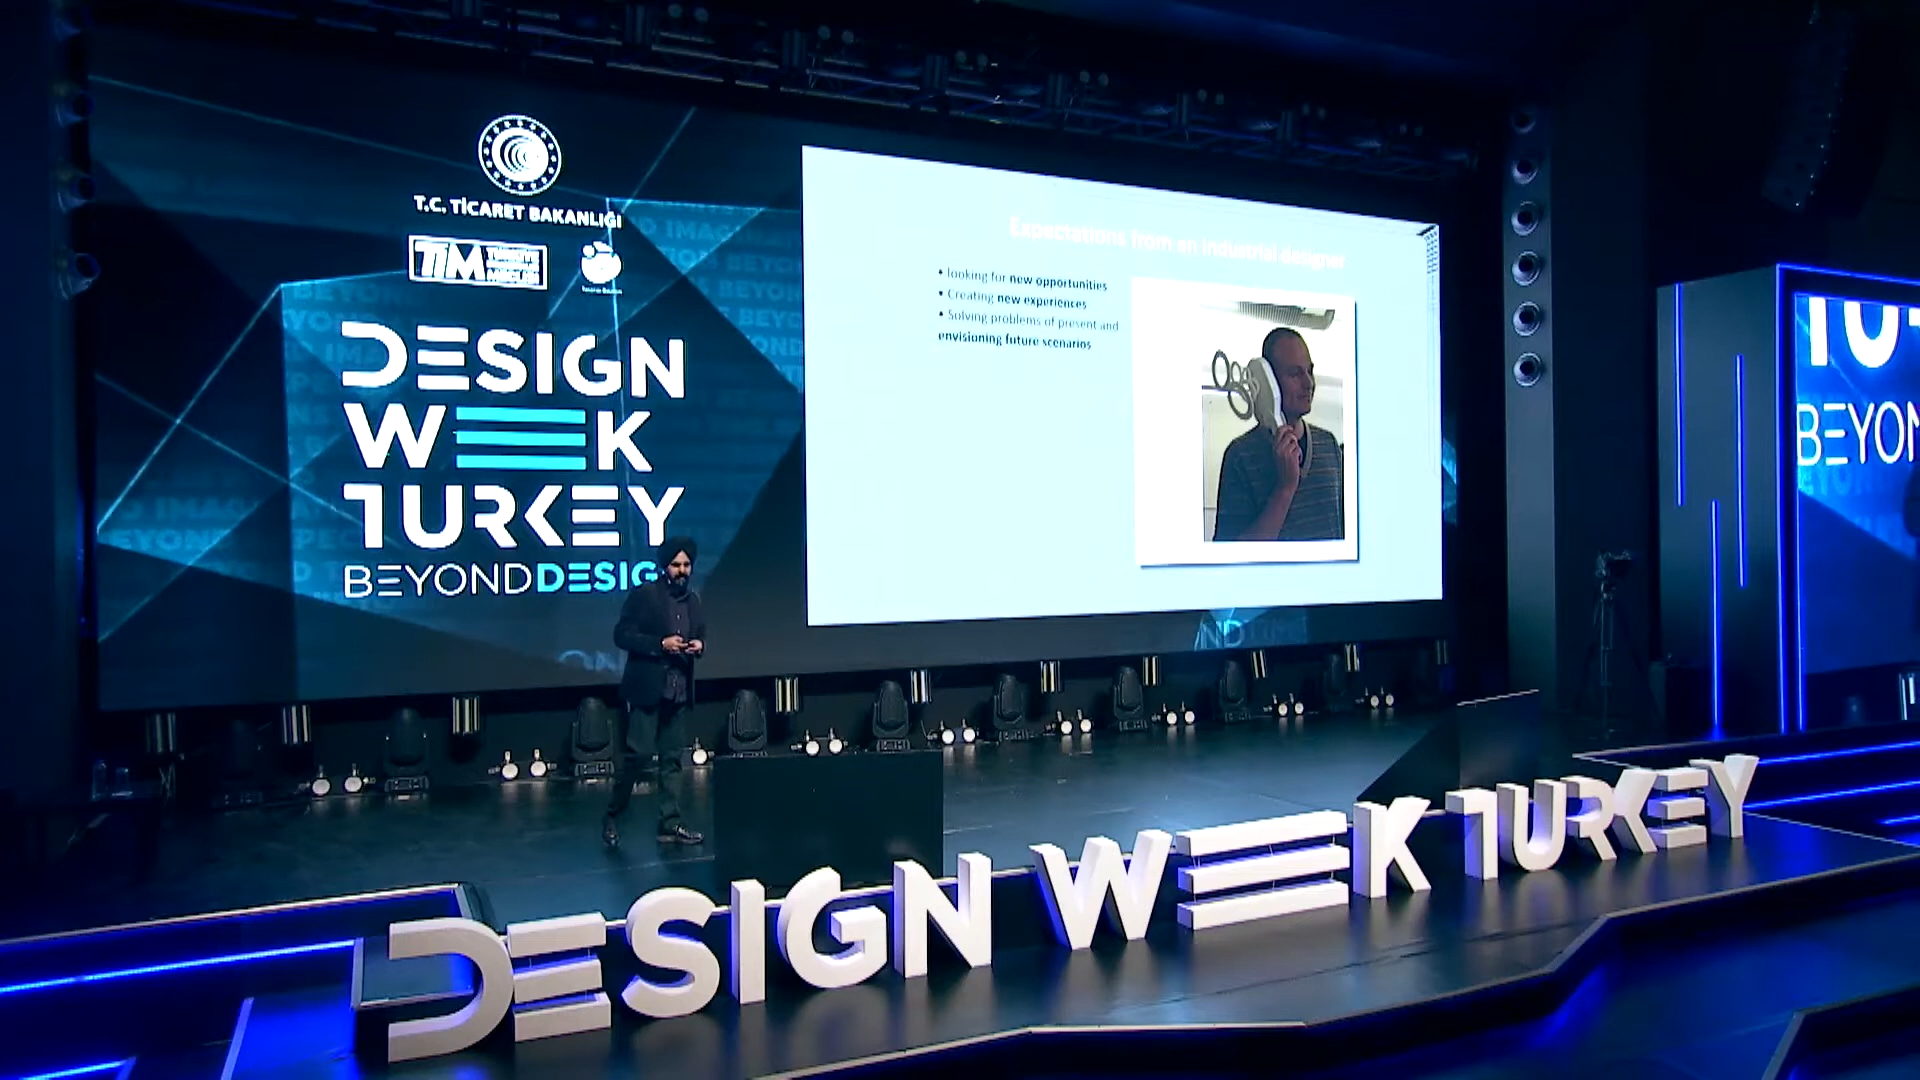 T.C. TİCARET BAKANLIĞI
TİM
DESIGN
WEEK
TURKEY
BEYONDDESIG
Expectations from an industrial designer
• looking for new opportunities
• Creating new experiences
• Solving problems of present and
envisioning future scenarios
BEYON
DESIGN WEEK TURKEY